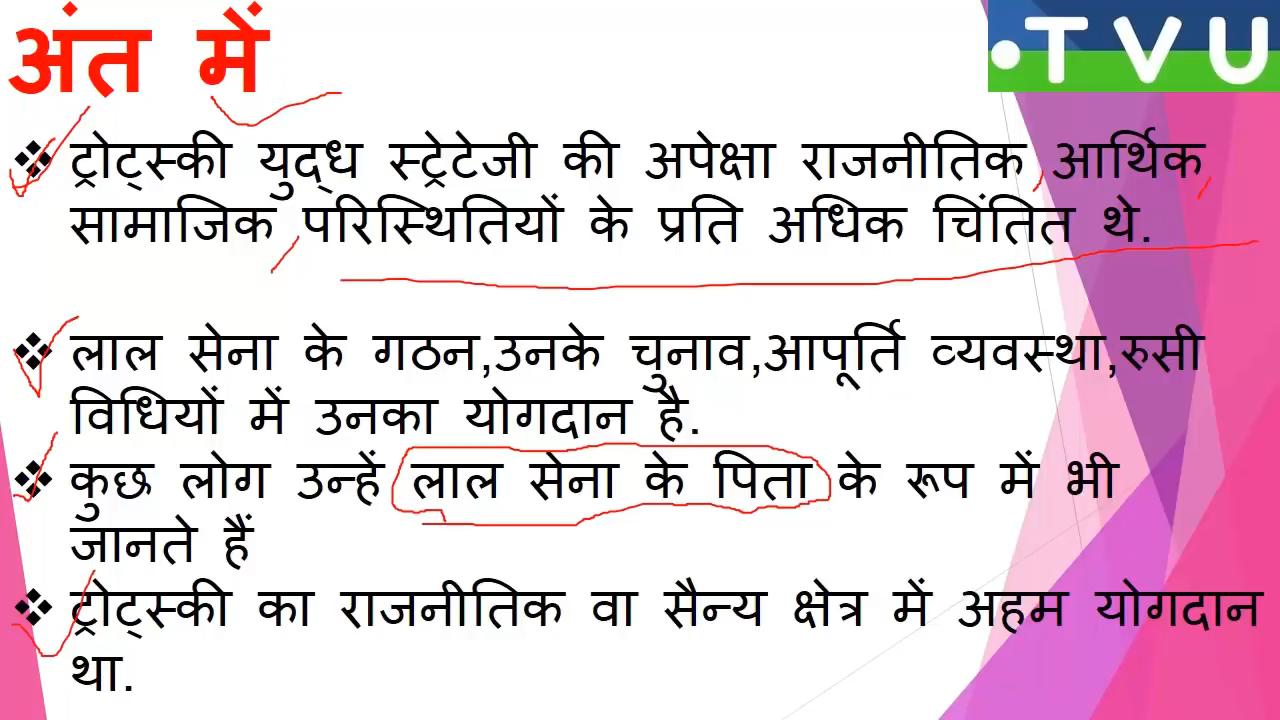 अंत में
TVU
ट्रोट्स्की युद्ध स्ट्रेटेजी की अपेक्षा राजनीतिक आर्थिक
सामाजिक परिस्थितियों के प्रति अधिक चिंतित थे.
लाल सेना के गठन,उनके चुनाव,आपूर्ति व्यवस्था,रुसी
विधियों में उनका योगदान है.
कुछ लोग उन्हें लाल सेना के पिता के रूप में भी
जानते हैं
ट्रोट्स्की का राजनीतिक वा सैन्य क्षेत्र में अहम योगदान
था.